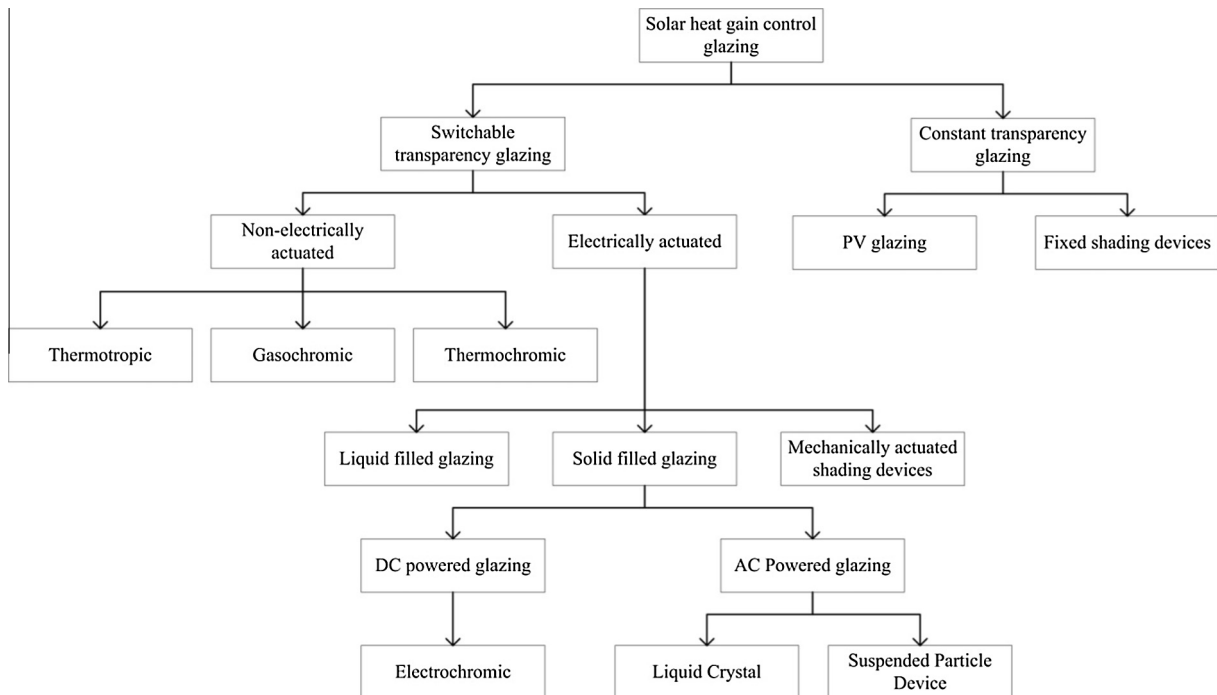 Solar heat gain control
glazing
Switchable
transparency glazing
Constant transparency
glazing
Non-electrically
actuated
Electrically actuated
PV glazing
Fixed shading devices
Thermotropic
Gasochromic
Thermochromic
Liquid filled glazing
Solid filled glazing
Mechanically actuated
shading devices
DC powered glazing
AC Powered glazing
Electrochromic
Liquid Crystal
Suspended Particle
Device